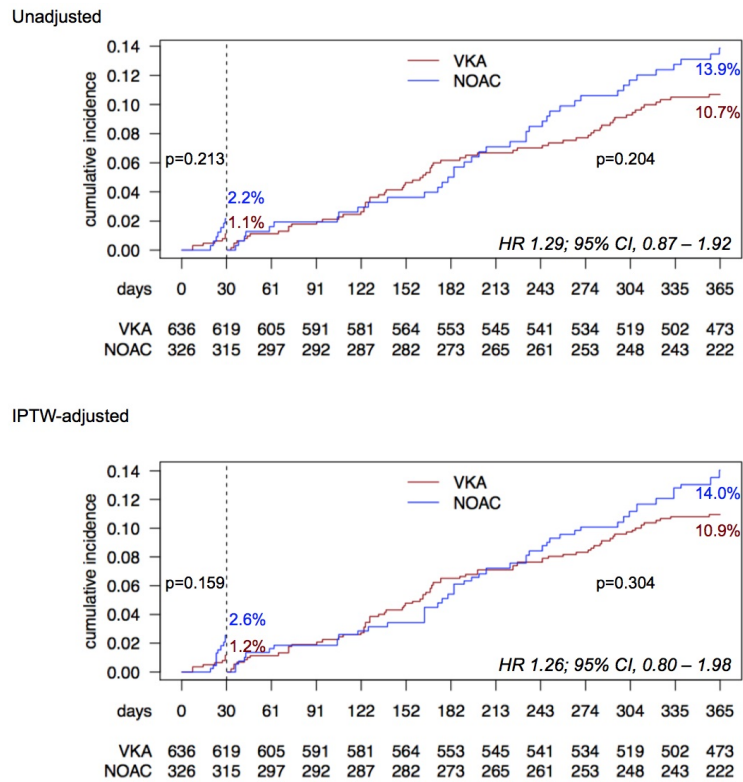 Unadjusted
0.14
0.12
0.10
0.08
0.06
0.04
0.02
0.00
cumulative incidence
VKA
NOAC
13.9%
10.7%
p=0.213
p=0.204
2.2%
1.1%
HR 1.29; 95% CI, 0.87 – 1.92
days 0 30 61 91 122 152 182 213 243 274 304 335 365
VKA 636 619 605 591 581 564 553 545 541 534 519 502 473
NOAC 326 315 297 292 287 282 273 265 261 253 248 243 222
IPTW-adjusted
0.14
0.12
0.10
0.08
0.06
0.04
0.02
0.00
cumulative incidence
VKA
NOAC
14.0%
10.9%
p=0.159
p=0.304
2.6%
1.2%
HR 1.26; 95% CI, 0.80 – 1.98
days 0 30 61 91 122 152 182 213 243 274 304 335 365
VKA 636 619 605 591 581 564 553 545 541 534 519 502 473
NOAC 326 315 297 292 287 282 273 265 261 253 248 243 222